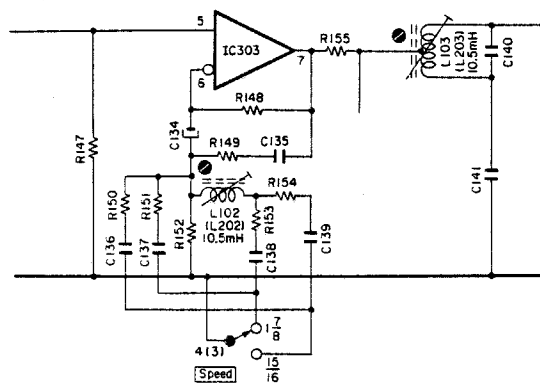 5
IC303
7
6
R155
L103
(L203)
10.5mH
C140
R148
C134
R149
C135
R147
C141
R150
R151
R152
L102
(L202)
10.5mH
R153
R154
C136
C137
C138
C139
1 7/8
4(3)
15/16
Speed